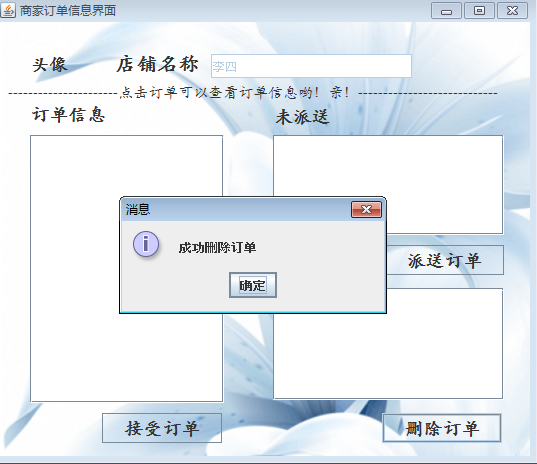 商家订单信息界面
头像 店铺名称 李四
点击订单可以查看订单信息哟！亲！
订单信息 未派送
消息
成功删除订单
确定
派送订单
接受订单 删除订单